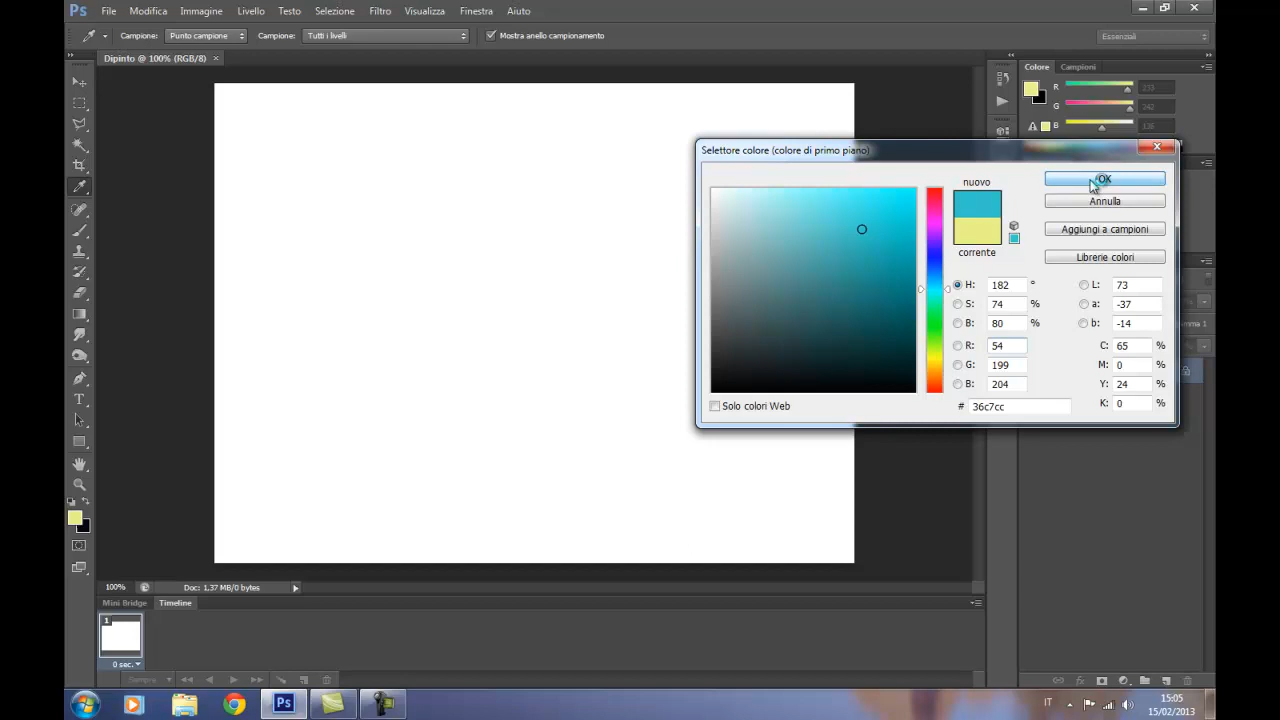 Ps File Modifica Immagine Livello Testo Selezione Filtro Visualizza Finestra Aiuto
Campione: Punto campione Campione: Tutti i livelli Mostra anello campionamento Essenziali
Dipinto @ 100% (RGB/8) ×
Colore Campioni
R 233
G 242
B 136
Selettore colore (colore di primo piano)
nuovo
corrente
OK
Annulla
Aggiungi a campioni
Librerie colori
H: 182 ° L: 73
S: 74 % a: -37
B: 80 % b: -14
R: 54 C: 65 %
G: 199 M: 0 %
B: 204 Y: 24 %
# 36c7cc K: 0 %
Solo colori Web
T
100% Doc: 1,37 MB/0 bytes
Mini Bridge Timeline
1
0 sec.
Sempre
Ps IT 15:05
15/02/2013